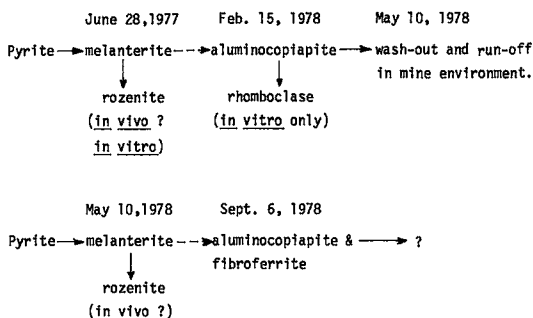 June 28,1977 Feb. 15, 1978 May 10, 1978
Pyrite → melanterite --→ aluminocopiapite → wash-out and run-off
in mine environment.
↓ ↓
rozenite rhomboclase
(in vivo ? (in vitro only)
in vitro)
May 10,1978 Sept. 6, 1978
Pyrite → melanterite --→ aluminocopiapite & → ?
fibroferrite
↓
rozenite
(in vivo ?)